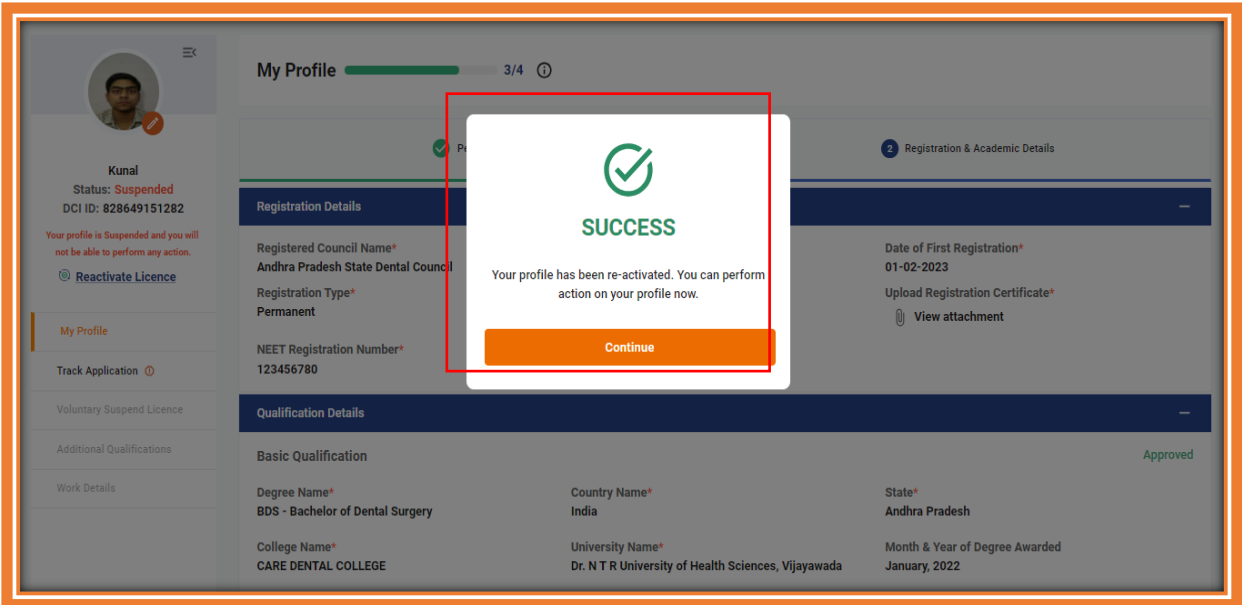 My Profile
3/4
Kunal
Status: Suspended
DCI ID: 828649151282
Your profile is Suspended and you will
not be able to perform any action.
Reactivate Licence
My Profile
Track Application
Voluntary Suspend Licence
Additional Qualifications
Work Details
2 Registration & Academic Details
Registration Details
Registered Council Name*
Andhra Pradesh State Dental Council
Date of First Registration*
01-02-2023
Registration Type*
Permanent
Upload Registration Certificate*
View attachment
NEET Registration Number*
123456780
SUCCESS
Your profile has been re-activated. You can perform
action on your profile now.
Continue
Qualification Details
Basic Qualification
Approved
Degree Name*
BDS - Bachelor of Dental Surgery
Country Name*
India
State*
Andhra Pradesh
College Name*
CARE DENTAL COLLEGE
University Name*
Dr. N T R University of Health Sciences, Vijayawada
Month & Year of Degree Awarded
January, 2022